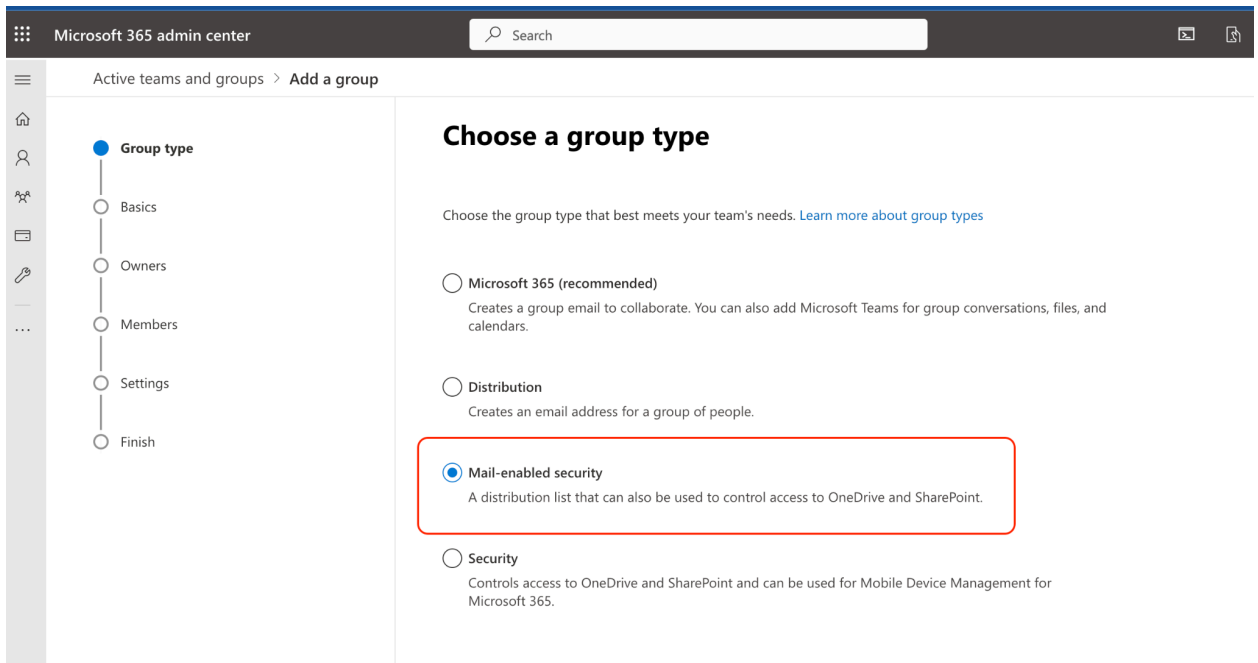 Microsoft 365 admin center
Search
Active teams and groups > Add a group
Group type
Basics
Owners
Members
Settings
Finish
Choose a group type
Choose the group type that best meets your team's needs. Learn more about group types
Microsoft 365 (recommended)
Creates a group email to collaborate. You can also add Microsoft Teams for group conversations, files, and
calendars.
Distribution
Creates an email address for a group of people.
Mail-enabled security
A distribution list that can also be used to control access to OneDrive and SharePoint.
Security
Controls access to OneDrive and SharePoint and can be used for Mobile Device Management for
Microsoft 365.